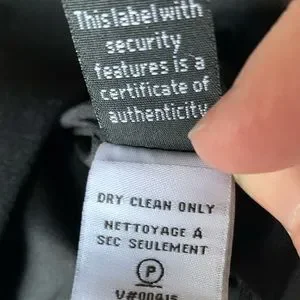 This label with
security
features is a
certificate of
authenticity
DRY CLEAN ONLY
NETTOYAGE À
SEC SEULEMENT
P